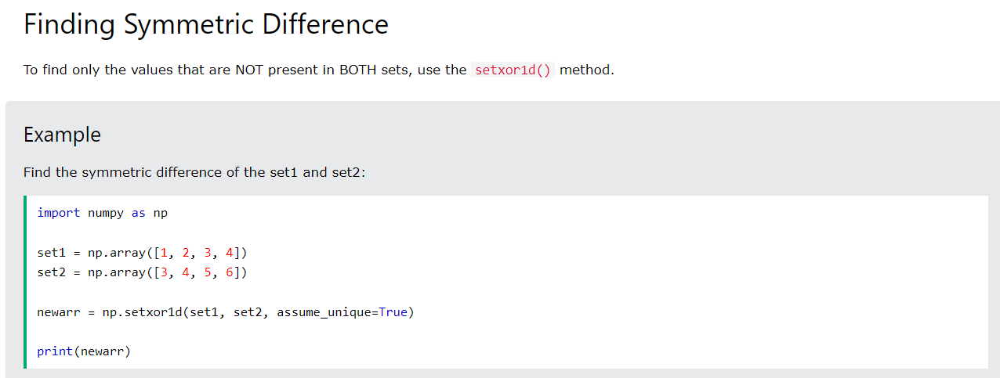 Finding Symmetric Difference
To find only the values that are NOT present in BOTH sets, use the setxor1d() method.
Example
Find the symmetric difference of the set1 and set2:
import numpy as np
set1 = np.array([1, 2, 3, 4])
set2 = np.array([3, 4, 5, 6])
newarr = np.setxor1d(set1, set2, assume_unique=True)
print(newarr)